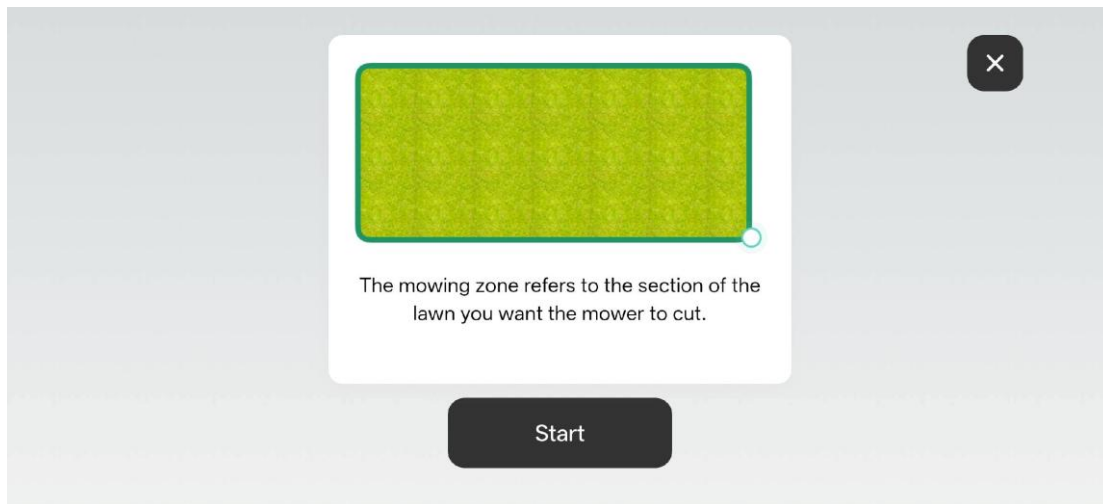 The mowing zone refers to the section of the
lawn you want the mower to cut.
Start